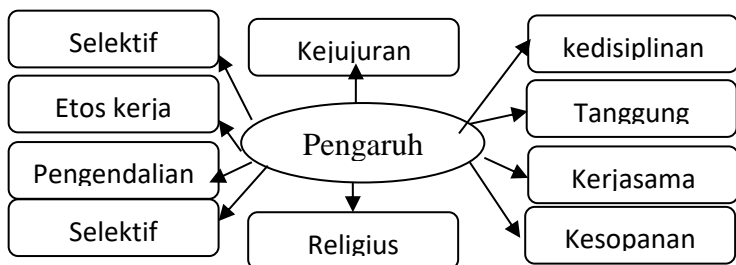 Selektif
Kejujuran
kedisiplinan
Etos kerja
Tanggung
Pengaruh
Pengendalian
Kerjasama
Selektif
Religius
Kesopanan